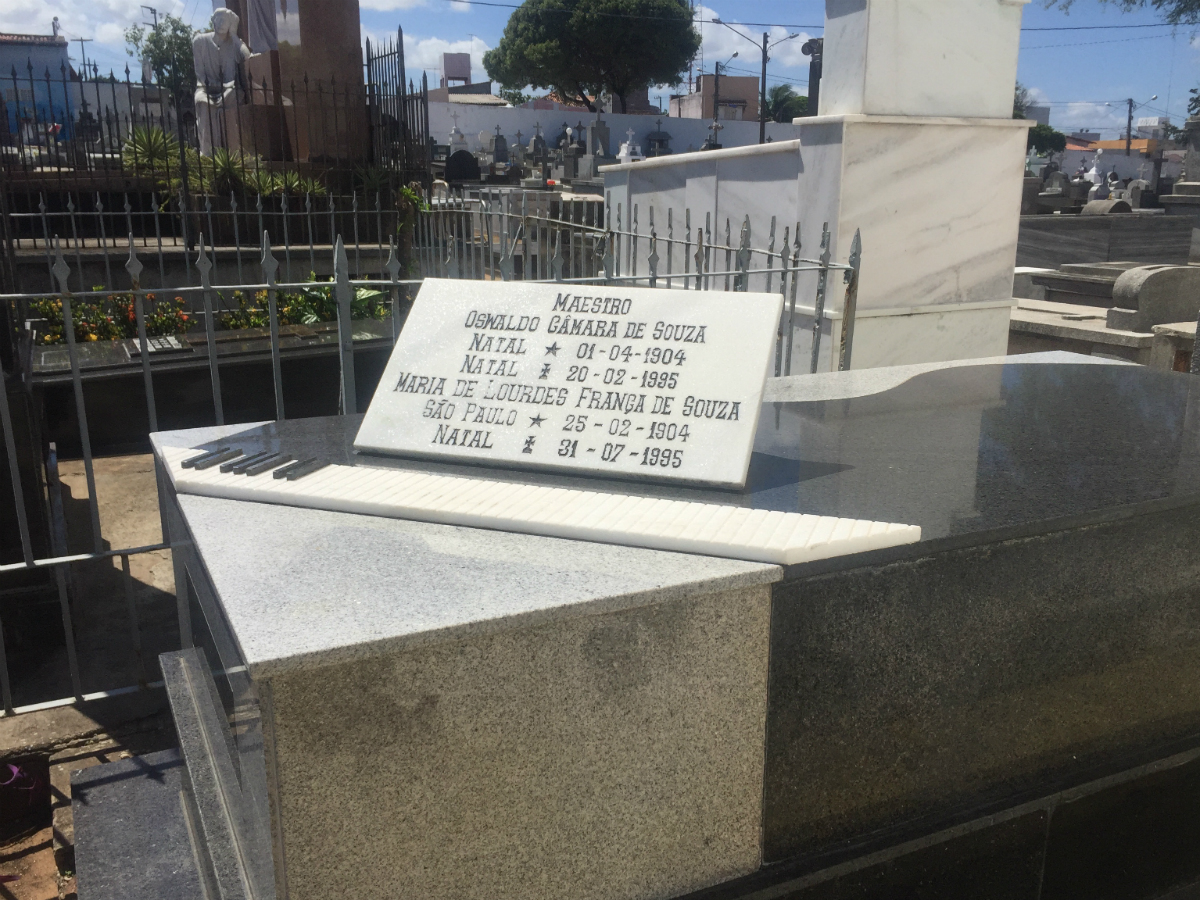 MAESTRO
OSWALDO CÂMARA DE SOUZA
NATAL ★ 01-04-1904
NATAL ✝ 20-02-1995
MARIA DE LOURDES FRANÇA DE SOUZA
SÃO PAULO ★ 25-02-1904
NATAL ✝ 31-07-1995